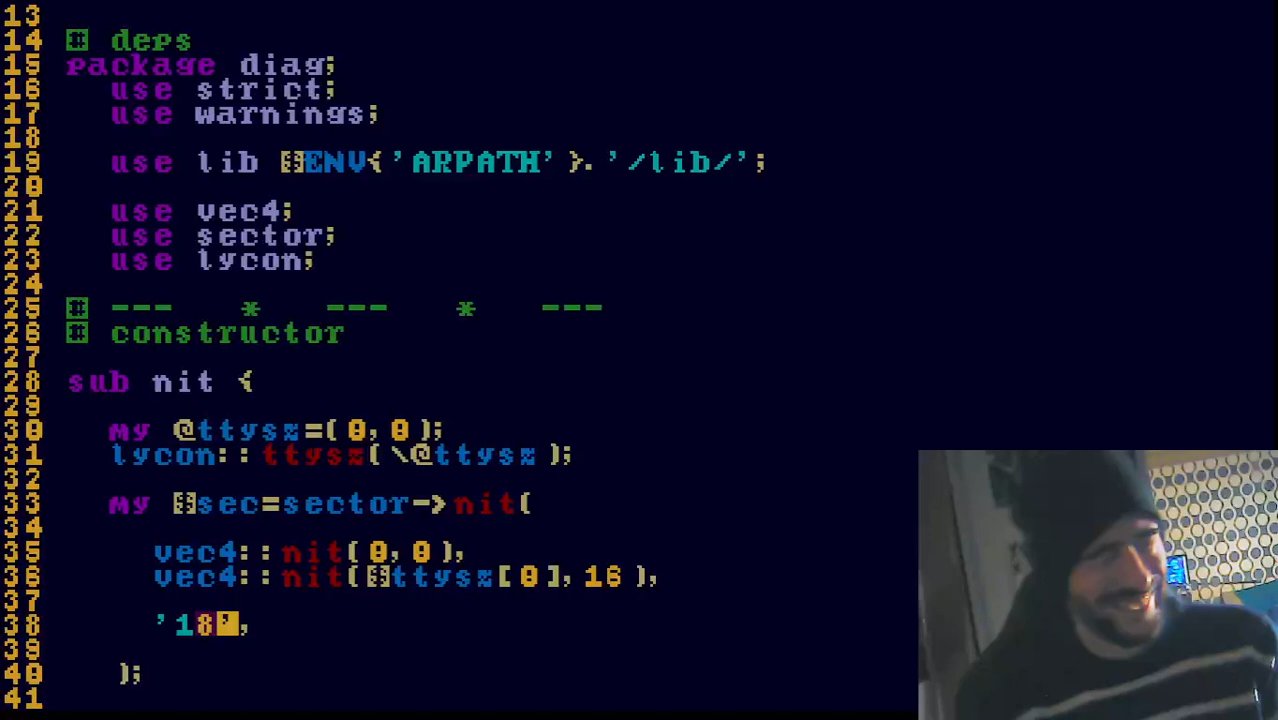 13
14 # deps
15 package diag;
16 use strict;
17 use warnings;
18
19 use lib $ENV{'ARPATH'}.'/lib/';
20
21 use vec4;
22 use sector;
23 use lycon;
24
25 # --- * --- * ---
26 # constructor
27
28 sub nit {
29
30 my @ttysz=(0,0);
31 lycon::ttysz(\@ttysz);
32
33 my $sec=sector->nit(
34
35 vec4::nit(0,0),
36 vec4::nit($ttysz[0],16),
37
38 '18',
39
40 );
41